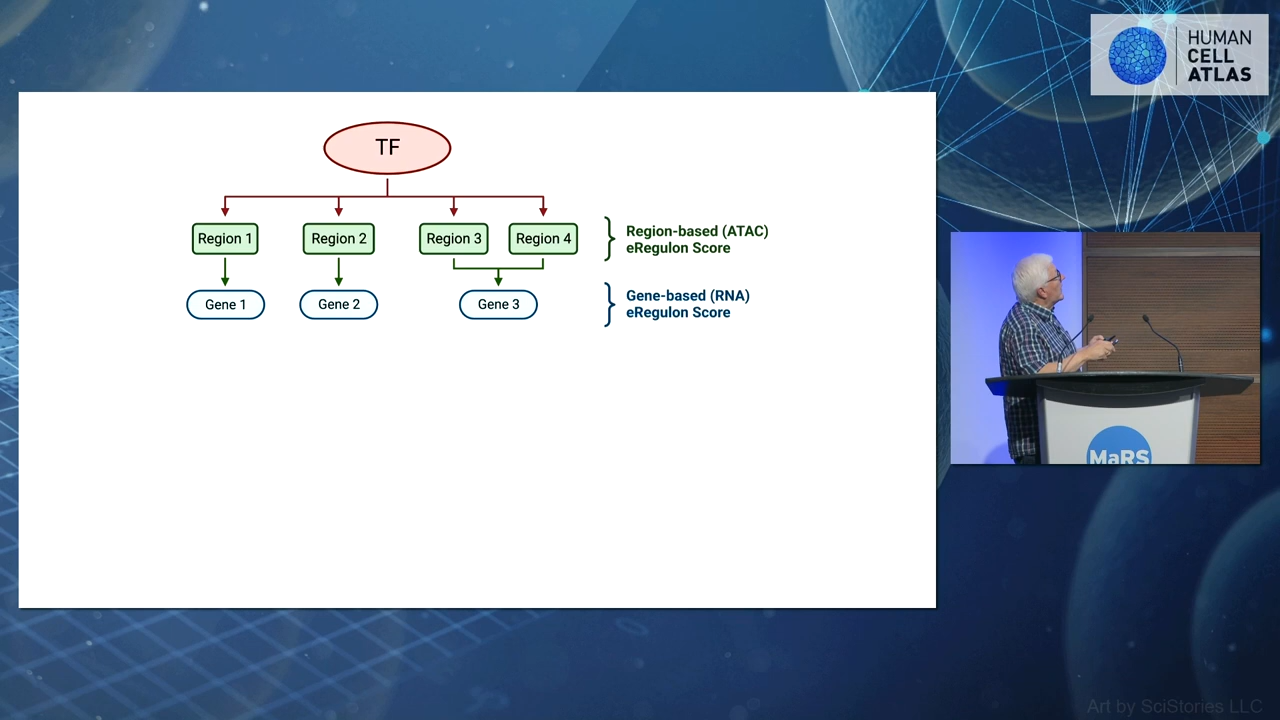 HUMAN
CELL
ATLAS
TF
Region 1
Region 2
Region 3
Region 4
Region-based (ATAC)
eRegulon Score
Gene 1
Gene 2
Gene 3
Gene-based (RNA)
eRegulon Score
MaRS
Art by SciStories LLC